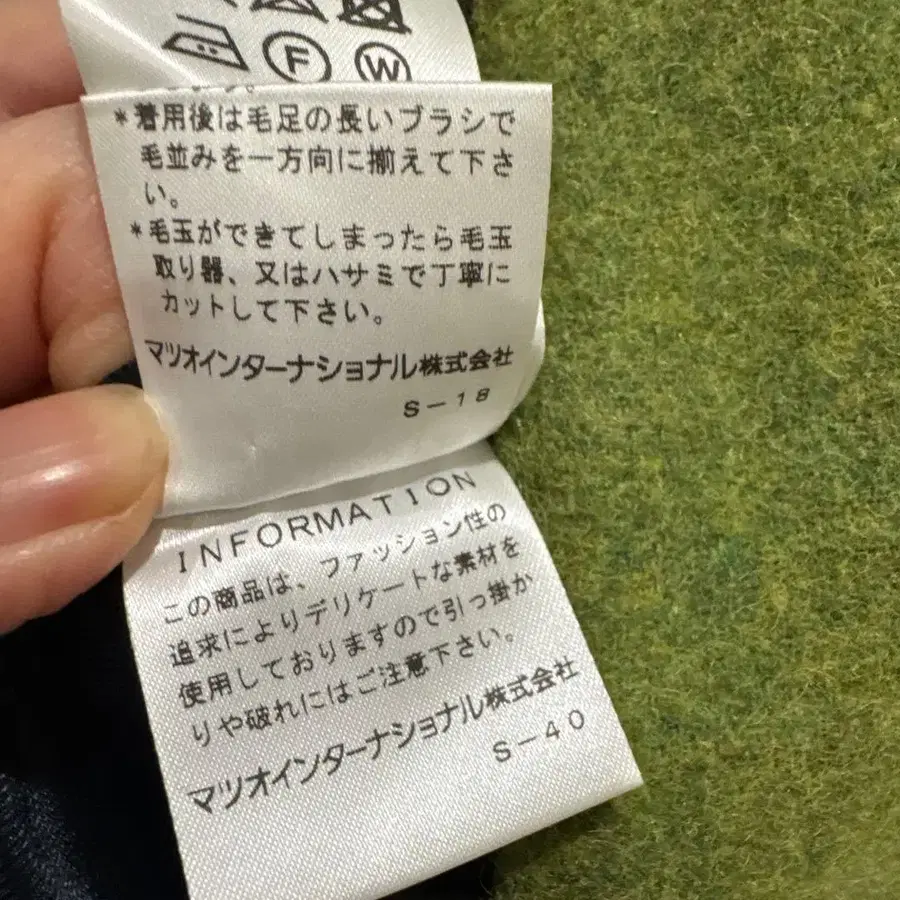 F
W
*着用後は毛足の長いブラシで
毛並みを一方向に揃えて下さ
い。
*毛玉ができてしまったら毛玉
取り器、又はハサミで丁寧に
カットして下さい。
マツオインターナショナル株式会社
S-18
INFORMATION
この商品は、ファッション性の
追求によりデリケートな素材を
使用しておりますので引っ掛か
りや破れにはご注意下さい。
マツオインターナショナル株式会社
S-40